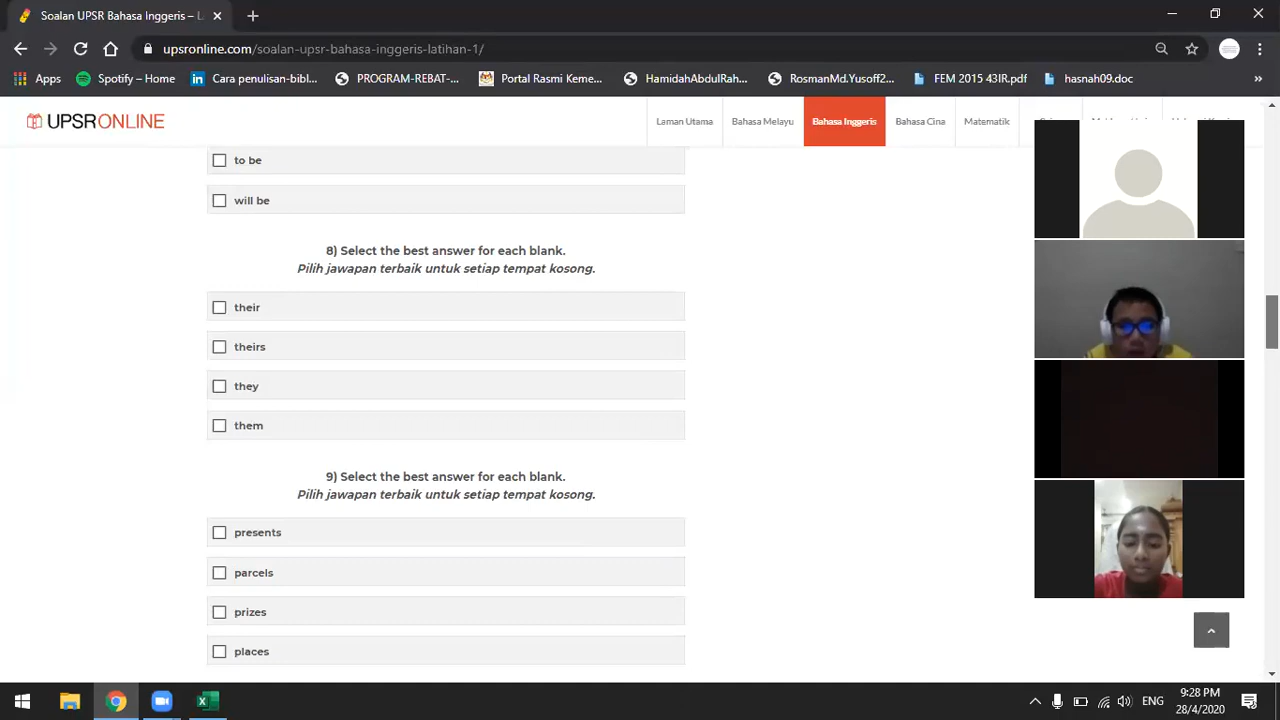 Soalan UPSR Bahasa Inggeris – L
upsronline.com/soalan-upsr-bahasa-inggeris-latihan-1/
Apps
Spotify – Home
Cara penulisan-bibl...
PROGRAM-REBAT-...
Portal Rasmi Keme...
HamidahAbdulRah...
RosmanMd.Yusoff2...
FEM 2015 43IR.pdf
hasnah09.doc
»
UPSRONLINE
Laman Utama
Bahasa Melayu
Bahasa Inggeris
Bahasa Cina
Matematik
to be
will be
8) Select the best answer for each blank.
Pilih jawapan terbaik untuk setiap tempat kosong.
their
theirs
they
them
9) Select the best answer for each blank.
Pilih jawapan terbaik untuk setiap tempat kosong.
presents
parcels
prizes
places
ENG
9:28 PM
28/4/2020